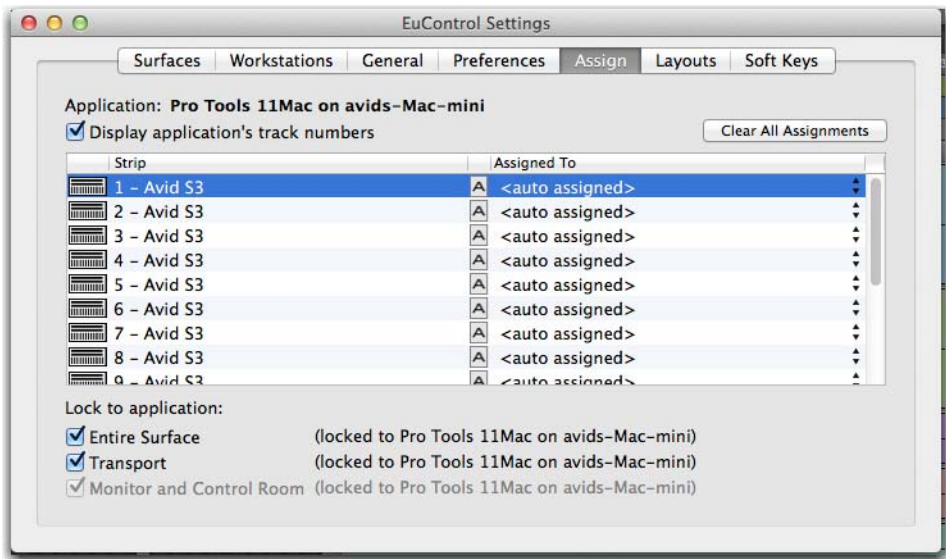 EuControl Settings
Surfaces Workstations General Preferences Assign Layouts Soft Keys
Application: Pro Tools 11Mac on avids-Mac-mini
Display application's track numbers Clear All Assignments
Strip Assigned To
1 - Avid S3 A <auto assigned>
2 - Avid S3 A <auto assigned>
3 - Avid S3 A <auto assigned>
4 - Avid S3 A <auto assigned>
5 - Avid S3 A <auto assigned>
6 - Avid S3 A <auto assigned>
7 - Avid S3 A <auto assigned>
8 - Avid S3 A <auto assigned>
9 - Avid S3 A <auto assigned>
Lock to application:
Entire Surface (locked to Pro Tools 11Mac on avids-Mac-mini)
Transport (locked to Pro Tools 11Mac on avids-Mac-mini)
Monitor and Control Room (locked to Pro Tools 11Mac on avids-Mac-mini)